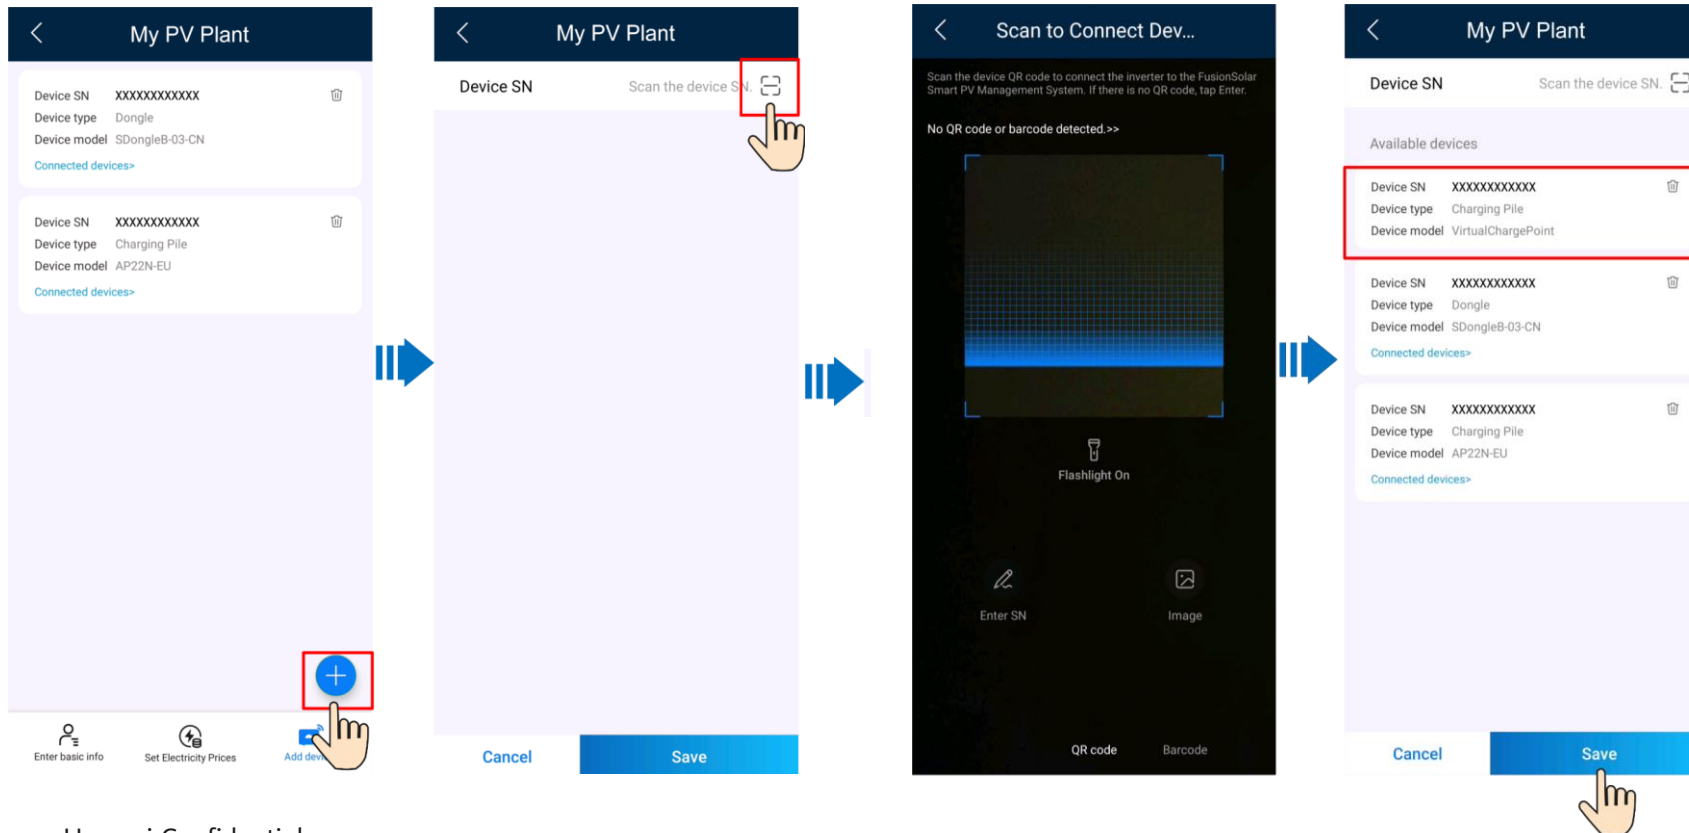 My PV Plant
Device SN XXXXXXXXXXXX
Device type Dongle
Device model SDongleB-03-CN
Connected devices>
Device SN XXXXXXXXXXXX
Device type Charging Pile
Device model AP22N-EU
Connected devices>
Enter basic info
Set Electricity Prices
Add dev
My PV Plant
Device SN Scan the device SN.
Cancel Save
Scan to Connect Dev...
Scan the device QR code to connect the inverter to the FusionSolar
Smart PV Management System. If there is no QR code, tap Enter.
No QR code or barcode detected.>>
Flashlight On
Enter SN Image
QR code Barcode
My PV Plant
Device SN Scan the device SN.
Available devices
Device SN XXXXXXXXXXXX
Device type Charging Pile
Device model VirtualChargePoint
Device SN XXXXXXXXXXXX
Device type Dongle
Device model SDongleB-03-CN
Connected devices>
Device SN XXXXXXXXXXXX
Device type Charging Pile
Device model AP22N-EU
Connected devices>
Cancel Save